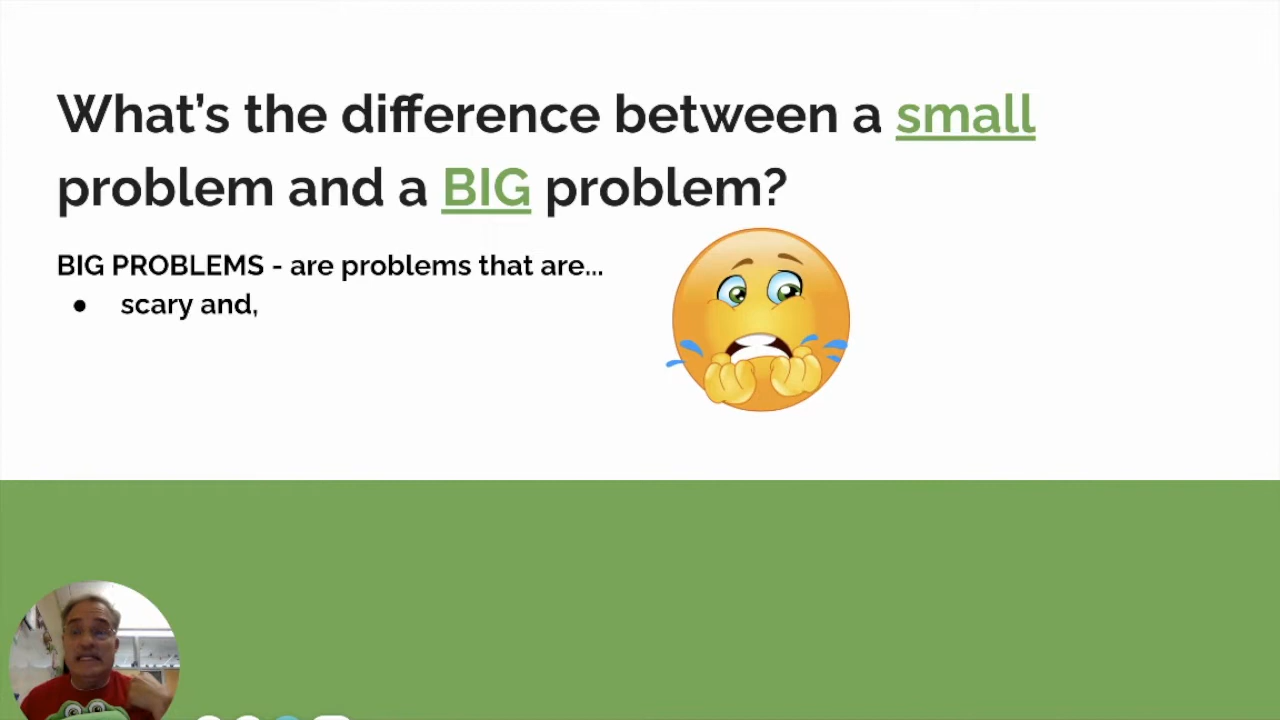 What’s the difference between a small
problem and a BIG problem?
BIG PROBLEMS - are problems that are...
● scary and,